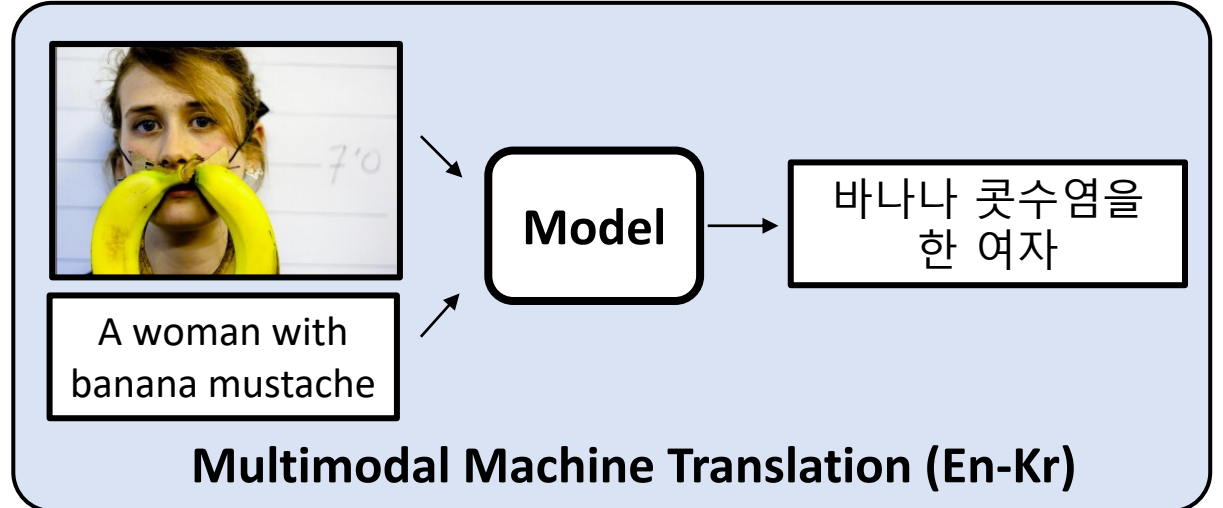 7'0
A woman with
banana mustache
Model
바나나 콧수염을
한 여자
Multimodal Machine Translation (En-Kr)